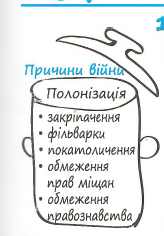 Причини війни
Полонізація
• закріпачення
• фільварки
• покатоличення
• обмеження
прав міщан
• обмеження
правознавства